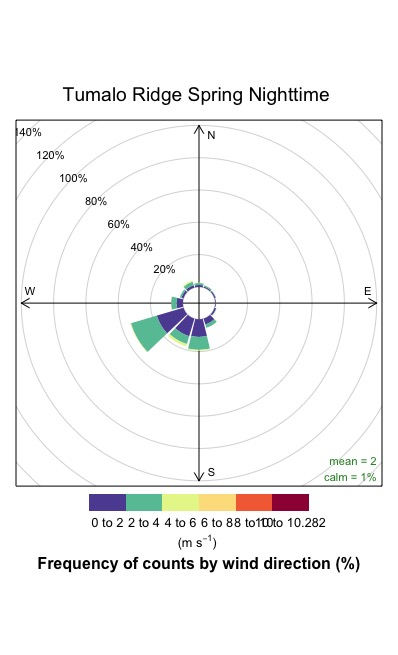 Tumalo Ridge Spring Nighttime
140%
N
120%
100%
80%
60%
40%
20%
W
E
S
mean = 2
calm = 1%
0 to 2 2 to 4 4 to 6 6 to 8 8 to 10 10 to 10.282
(m s⁻¹)
Frequency of counts by wind direction (%)